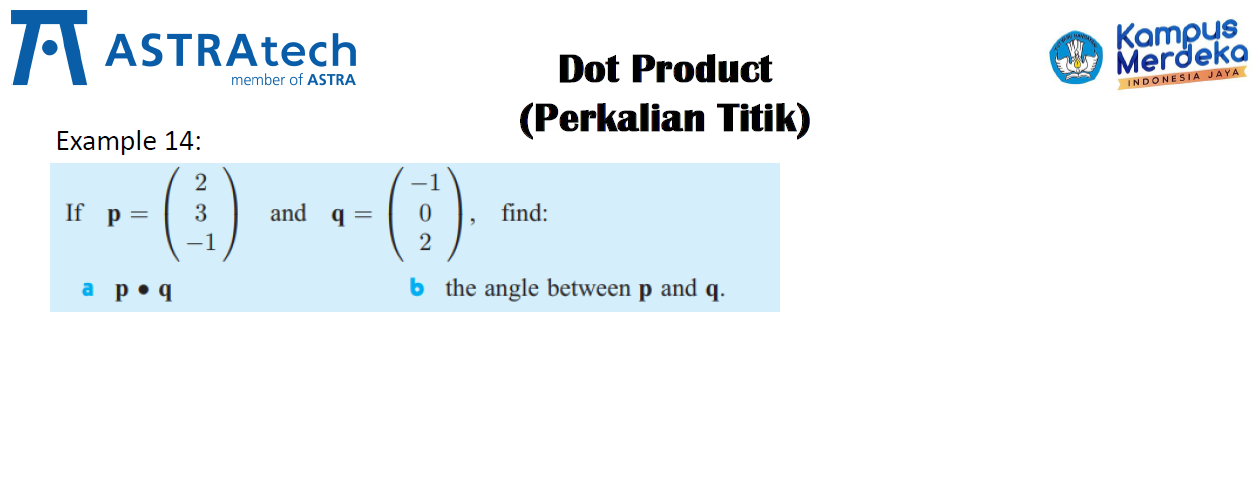 ASTRAtech
member of ASTRA
Kampus
Merdeka
INDONESIA JAYA
Dot Product
(Perkalian Titik)
Example 14:
If p = ( 2 3 −1 ) and q = ( −1 0 2 ), find:
a p • q b the angle between p and q.